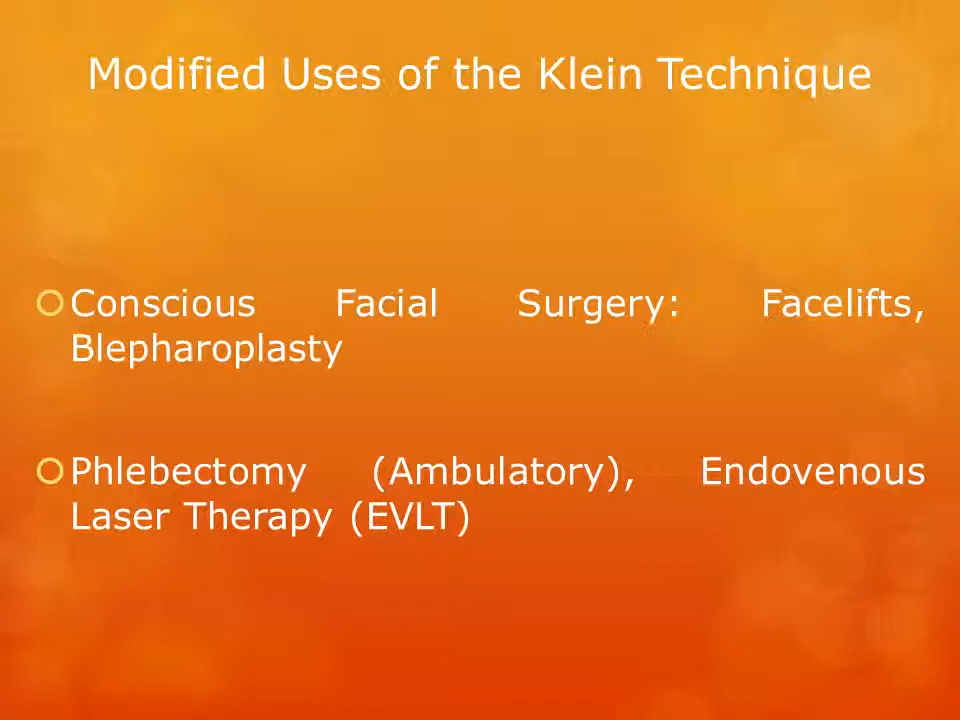 Modified Uses of the Klein Technique
Conscious Facial Surgery: Facelifts,
Blepharoplasty
Phlebectomy (Ambulatory), Endovenous
Laser Therapy (EVLT)